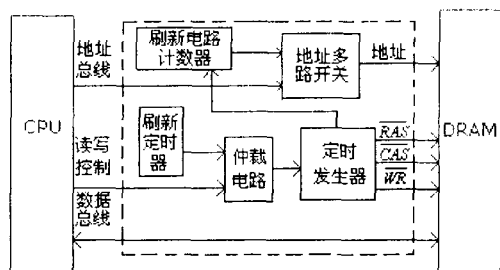 CPU
地址
总线
刷新电路
计数器
地址多
路开关
地址
DRAM
读写
控制
刷新
定时
器
仲裁
电路
定时
发生器
RAS
CAS
WR
数据
总线